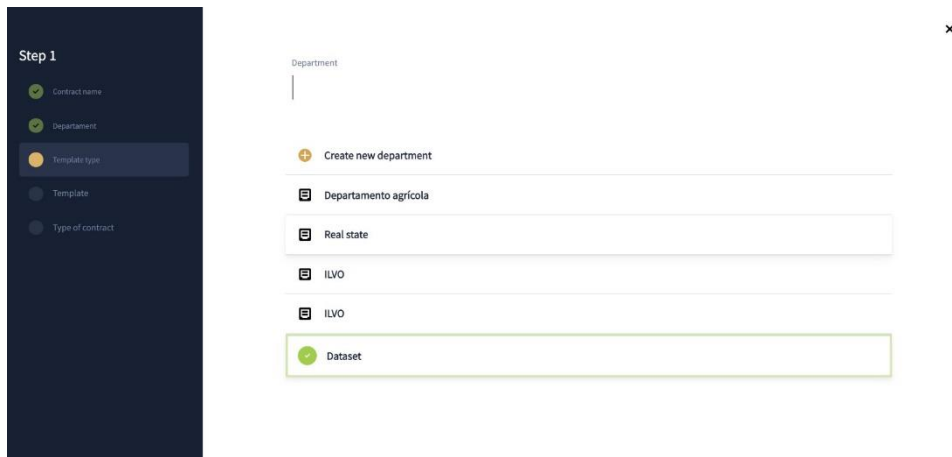 Step 1
Contract name
Departament
Template type
Template
Type of contract
Department
Create new department
Departamento agrícola
Real state
ILVO
ILVO
Dataset